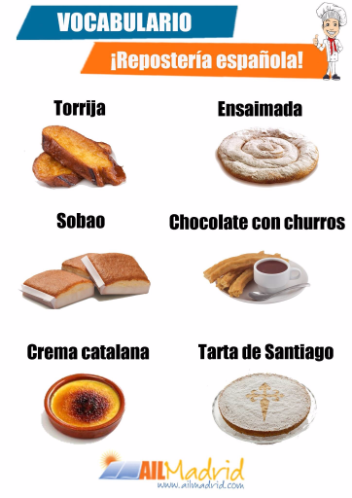 VOCABULARIO
¡Repostería española!
Torrija
Ensaimada
Sobao
Chocolate con churros
Crema catalana
Tarta de Santiago
AILMadrid
www.ailmadrid.com